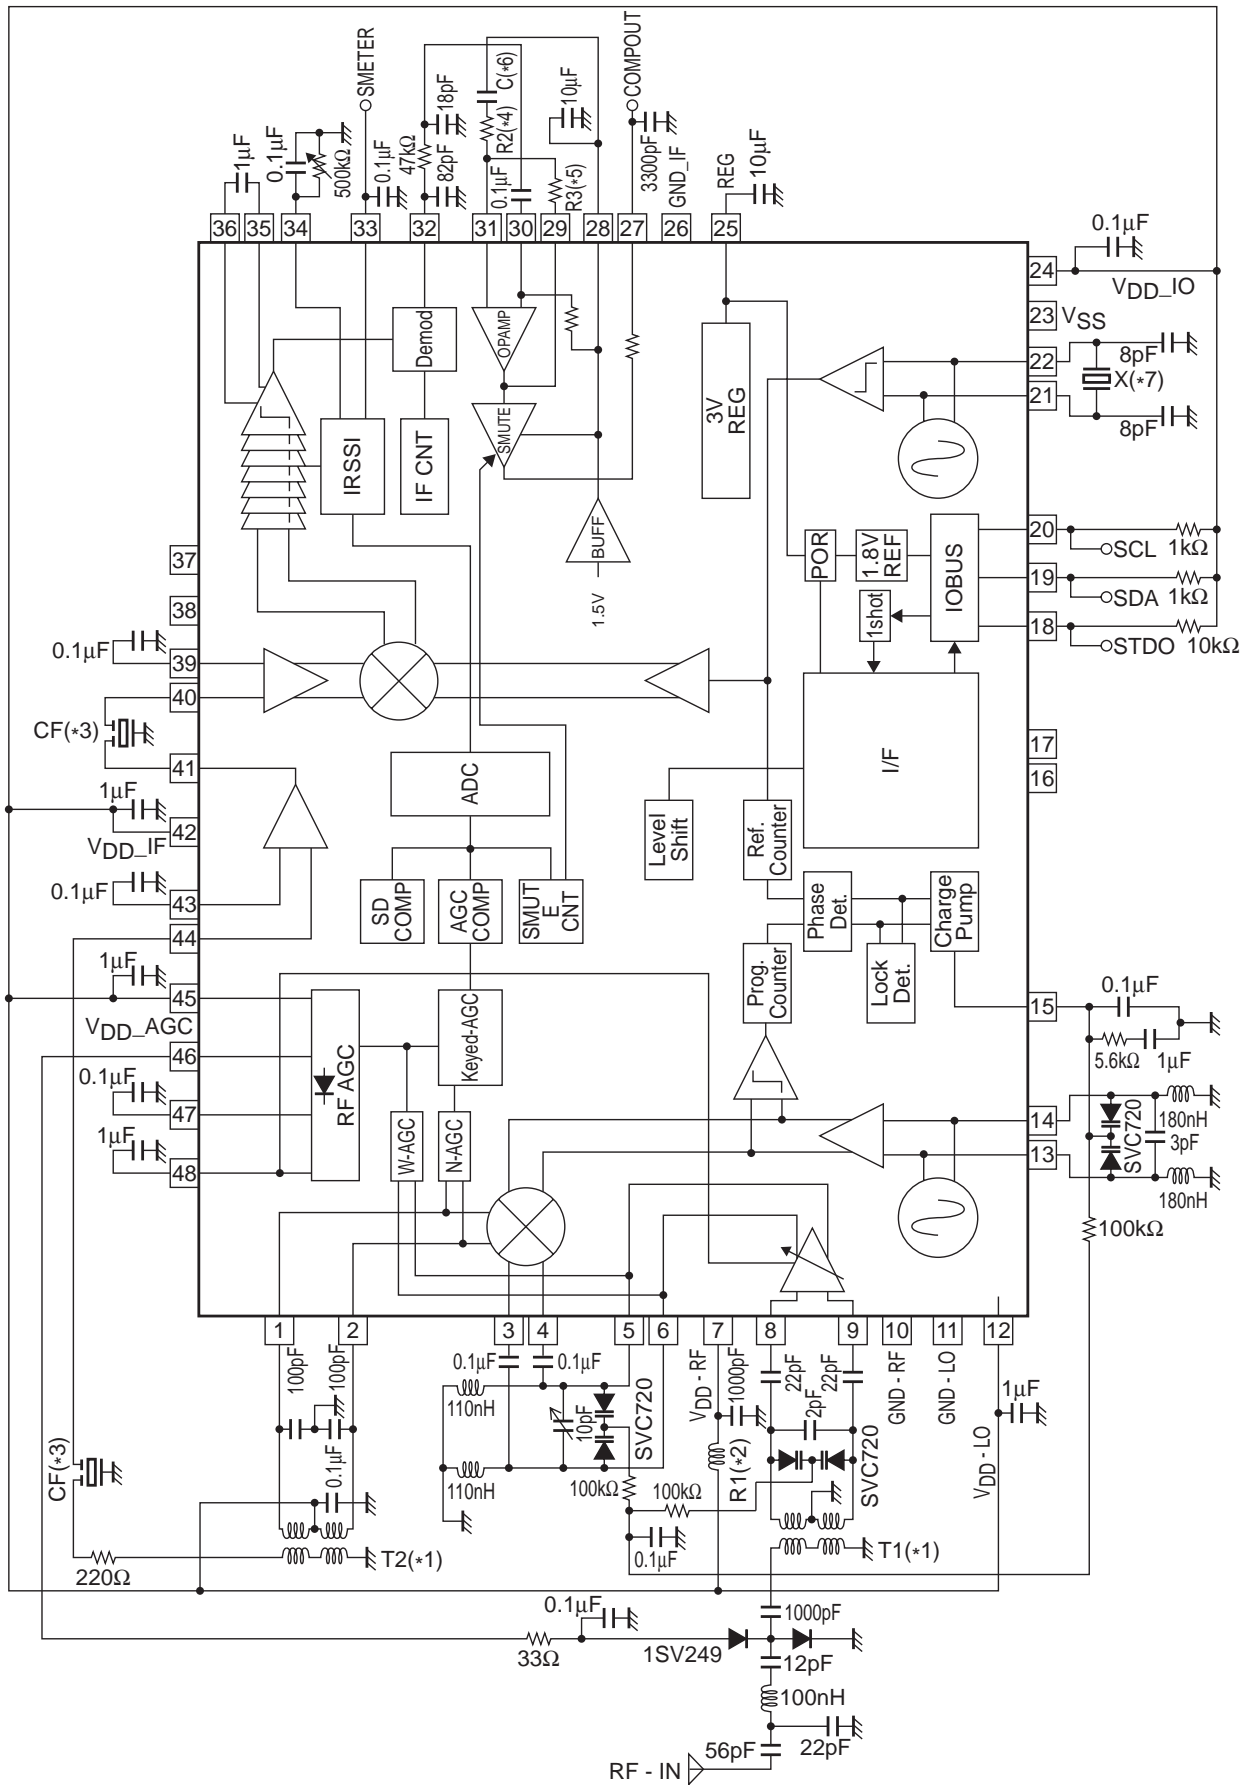 SMETER
C(*6)
18pF
COMPOUT
1µF
0.1µF
500kΩ
0.1µF
47kΩ
82pF
R2(*4)
0.1µF
R3(*5)
10µF
3300pF
GND_IF
REG
10µF
36
35
34
33
32
31
30
29
28
27
26
25
0.1µF
24
VDD_IO
23
VSS
22
8pF
X(*7)
21
8pF
OPAMP
Demod
SMUTE
3V
REG
IRSSI
IF CNT
BUFF
1.5V
POR
1.8V
REF
IOBUS
1shot
20
SCL
1kΩ
19
SDA
1kΩ
18
STDO
10kΩ
37
38
0.1µF
39
40
CF(*3)
41
1µF
42
VDD_IF
0.1µF
43
44
1µF
45
VDD_AGC
46
0.1µF
47
1µF
48
I/F
17
16
ADC
Level
Shift
Ref.
Counter
SD
COMP
AGC
COMP
SMUT
E
CNT
Phase
Det.
Charge
Pump
Lock
Det.
Prog.
Counter
RF AGC
Keyed-AGC
W-AGC
N-AGC
15
0.1µF
5.6kΩ
1µF
14
180nH
SVC720
3pF
13
180nH
100kΩ
1
2
3
4
5
6
7
8
9
10
11
12
100pF
100pF
0.1µF
0.1µF
110nH
10pF
SVC720
110nH
100kΩ
VDD - RF
1000pF
R1(*2)
22pF
22pF
2pF
SVC720
GND - RF
GND - LO
VDD - LO
1µF
CF(*3)
0.1µF
100kΩ
0.1µF
T2(*1)
T1(*1)
220Ω
0.1µF
1000pF
33Ω
1SV249
12pF
100nH
56pF
22pF
RF - IN